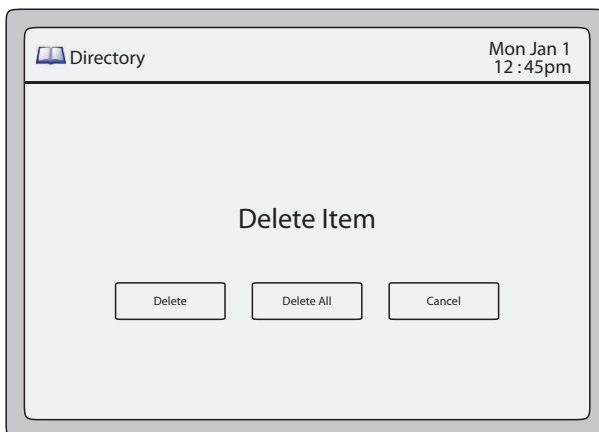 Directory
Mon Jan 1
12:45pm
Delete Item
Delete
Delete All
Cancel